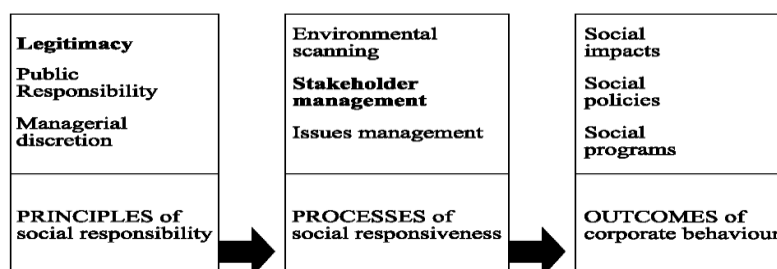 Legitimacy
Public
Responsibility
Managerial
discretion
PRINCIPLES of
social responsibility
Environmental
scanning
Stakeholder
management
Issues management
PROCESSES of
social responsiveness
Social
impacts
Social
policies
Social
programs
OUTCOMES of
corporate behaviour